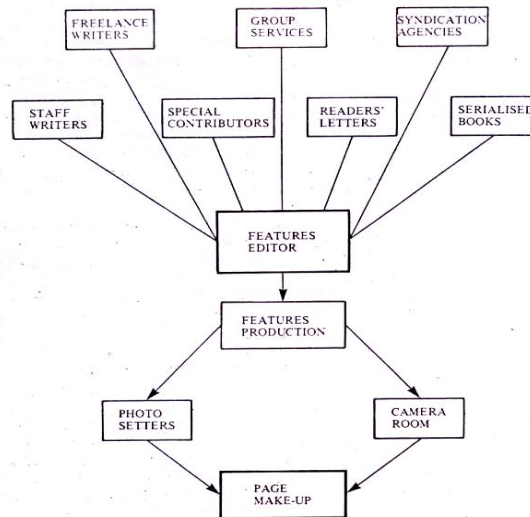 FREELANCE
WRITERS
GROUP
SERVICES
SYNDICATION
AGENCIES
STAFF
WRITERS
SPECIAL
CONTRIBUTORS
READERS'
LETTERS
SERIALISED
BOOKS
FEATURES
EDITOR
FEATURES
PRODUCTION
PHOTO
SETTERS
CAMERA
ROOM
PAGE
MAKE-UP